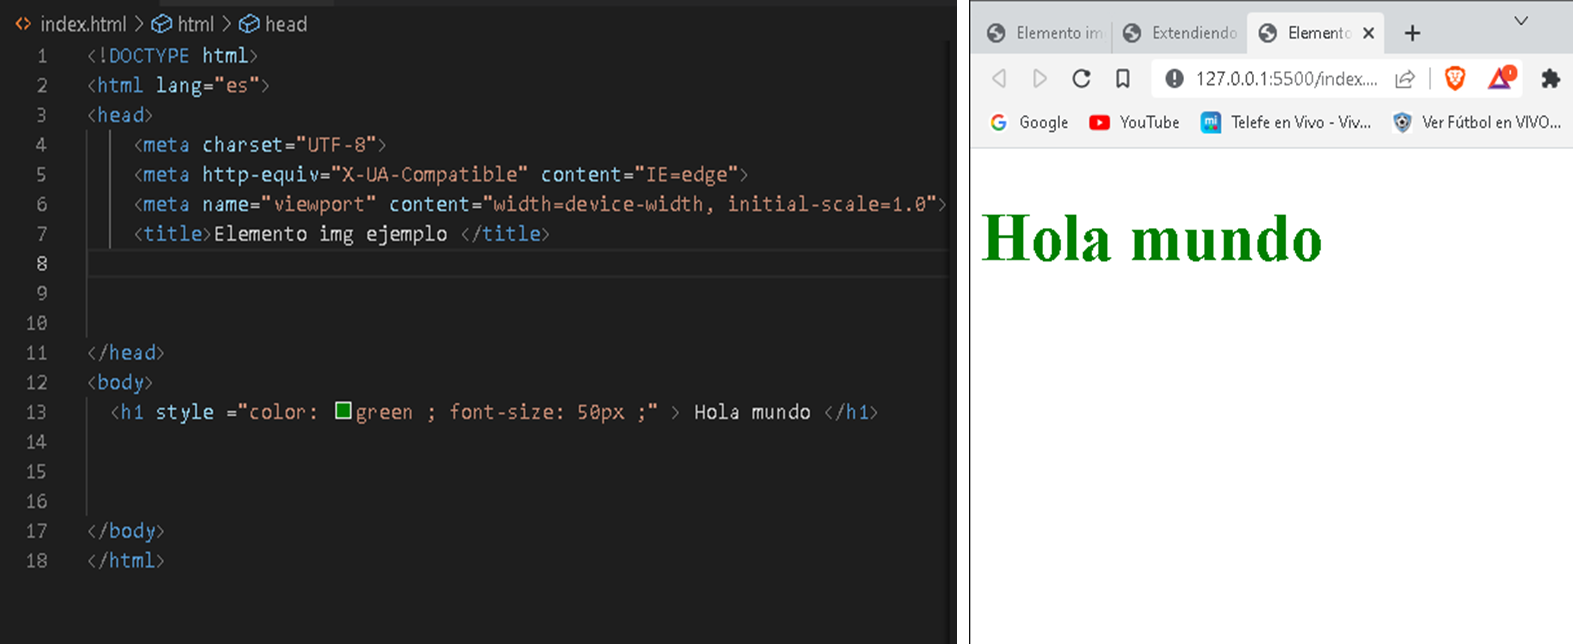 index.html > html > head
1 <!DOCTYPE html>
2 <html lang="es">
3 <head>
4 <meta charset="UTF-8">
5 <meta http-equiv="X-UA-Compatible" content="IE=edge">
6 <meta name="viewport" content="width=device-width, initial-scale=1.0">
7 <title>Elemento img ejemplo </title>
8
9
10
11 </head>
12 <body>
13 <h1 style ="color: green ; font-size: 50px ;" > Hola mundo </h1>
14
15
16
17 </body>
18 </html>
Elemento im Extendiendo Elemento
127.0.0.1:5500/index....
Google YouTube mi Telefe en Vivo - Viv... Ver Fútbol en VIVO...
Hola mundo